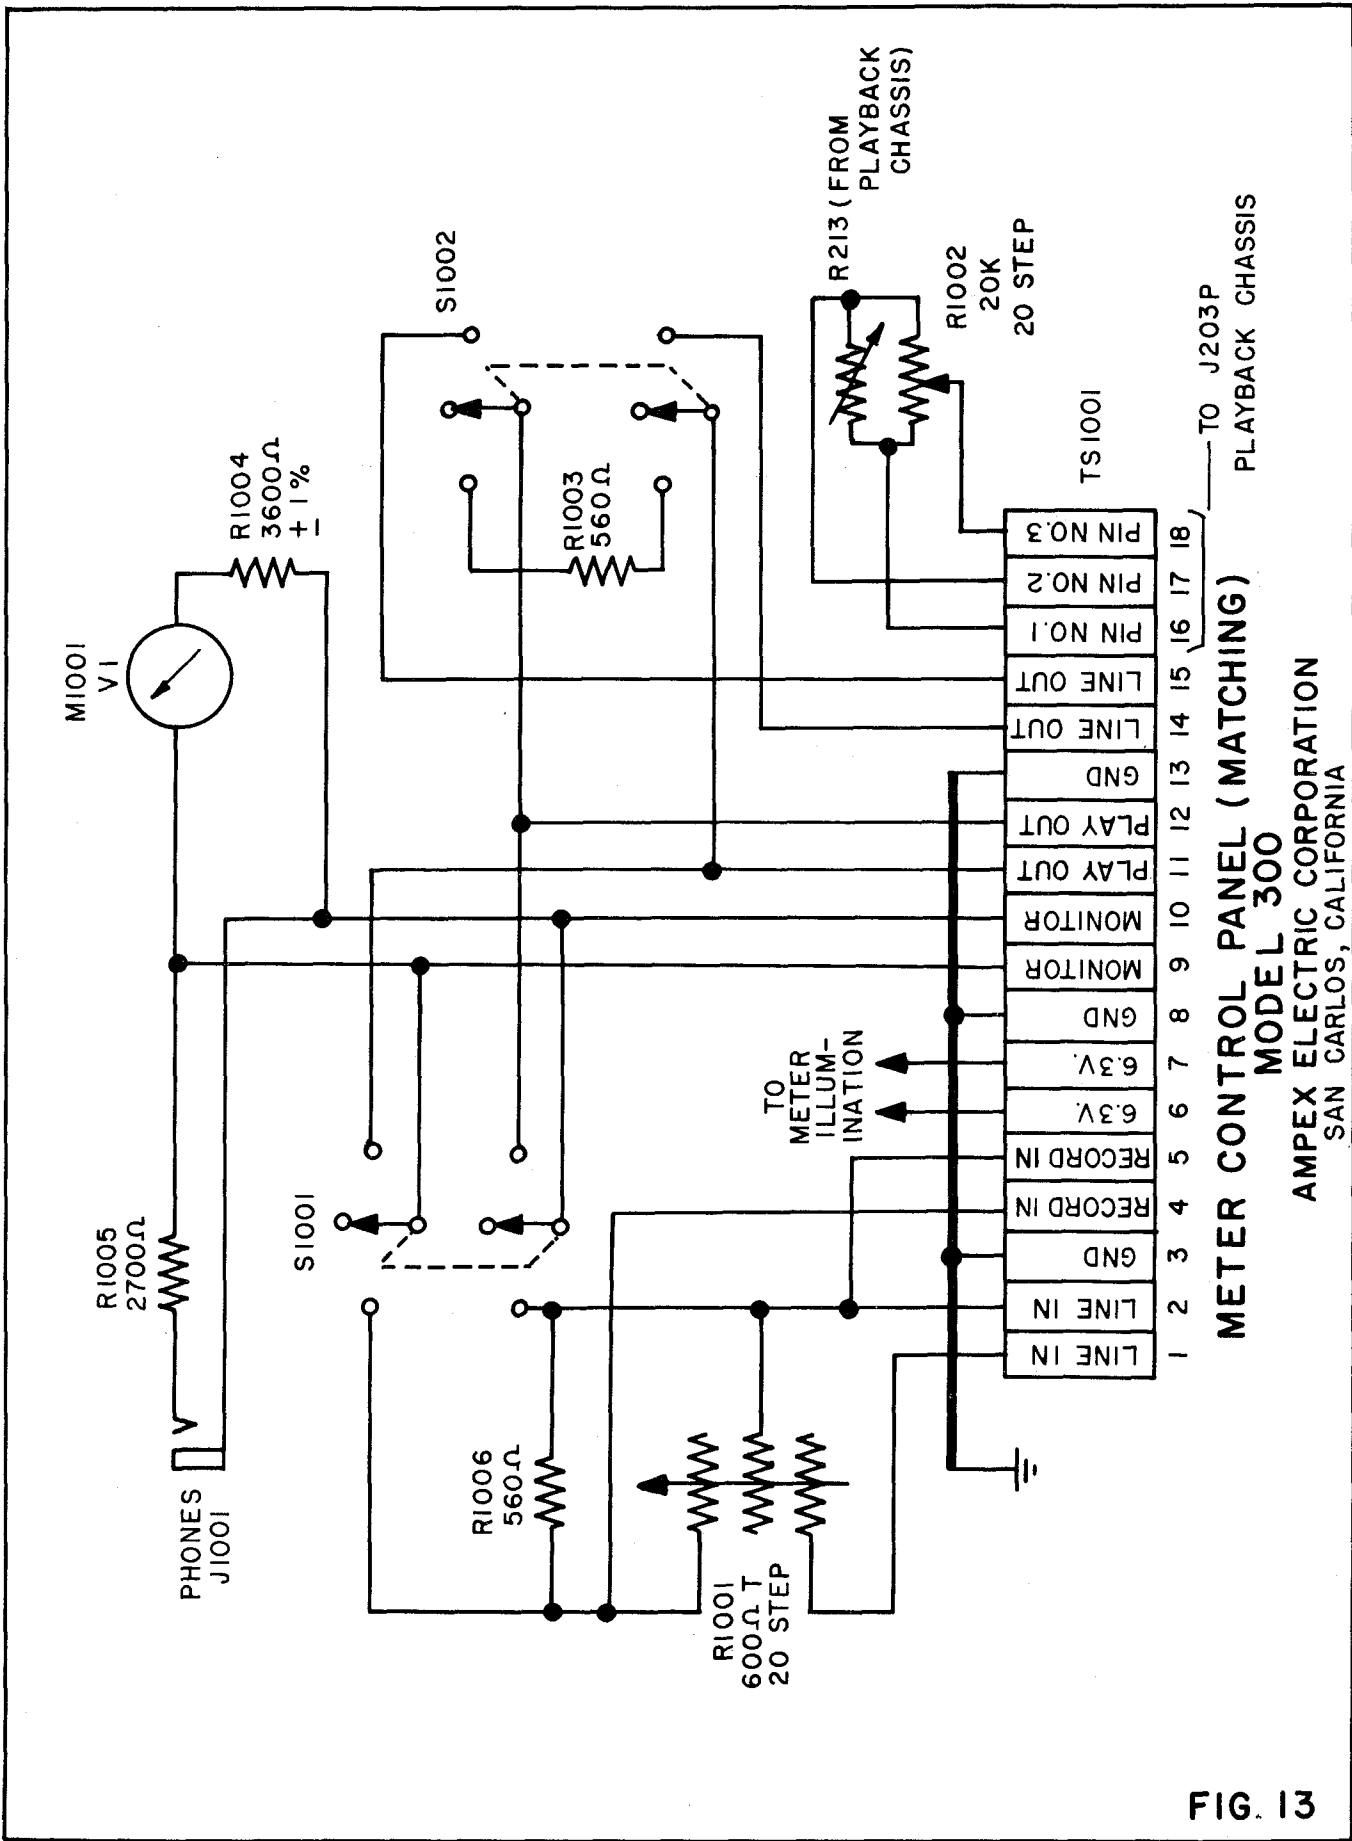 M1001
VI
R1004
3600Ω
±1%
R1005
2700Ω
PHONES
J1001
S1002
S1001
R1003
560Ω
R1006
560Ω
R1001
600Ω T
20 STEP
TO
METER
ILLUM-
INATION
R213 (FROM
PLAYBACK
CHASSIS)
R1002
20K
20 STEP
TS1001
LINE IN
LINE IN
GND
RECORD IN
RECORD IN
6.3V.
6.3V.
GND
MONITOR
MONITOR
PLAY OUT
PLAY OUT
GND
LINE OUT
LINE OUT
PIN NO.1
PIN NO.2
PIN NO.3
1 2 3 4 5 6 7 8 9 10 11 12 13 14 15 16 17 18
TO J203P
PLAYBACK CHASSIS
METER CONTROL PANEL (MATCHING)
MODEL 300
AMPEX ELECTRIC CORPORATION
SAN CARLOS, CALIFORNIA
FIG. 13